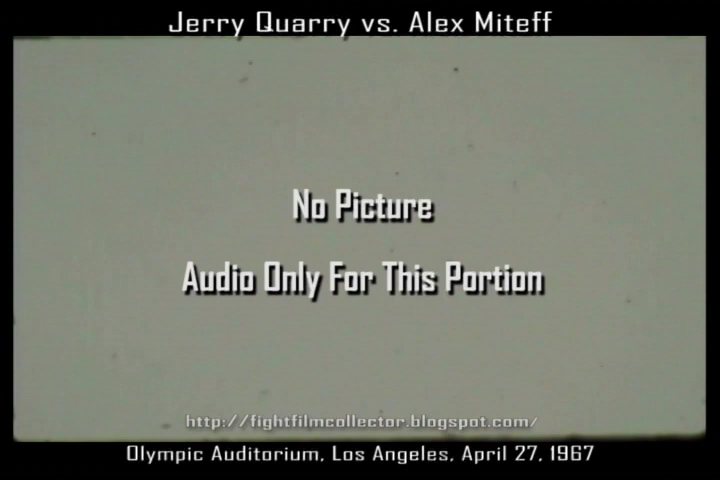 Jerry Quarry vs. Alex Miteff
No Picture
Audio Only For This Portion
http://fightfilmcollector.blogspot.com/
Olympic Auditorium, Los Angeles, April 27, 1967